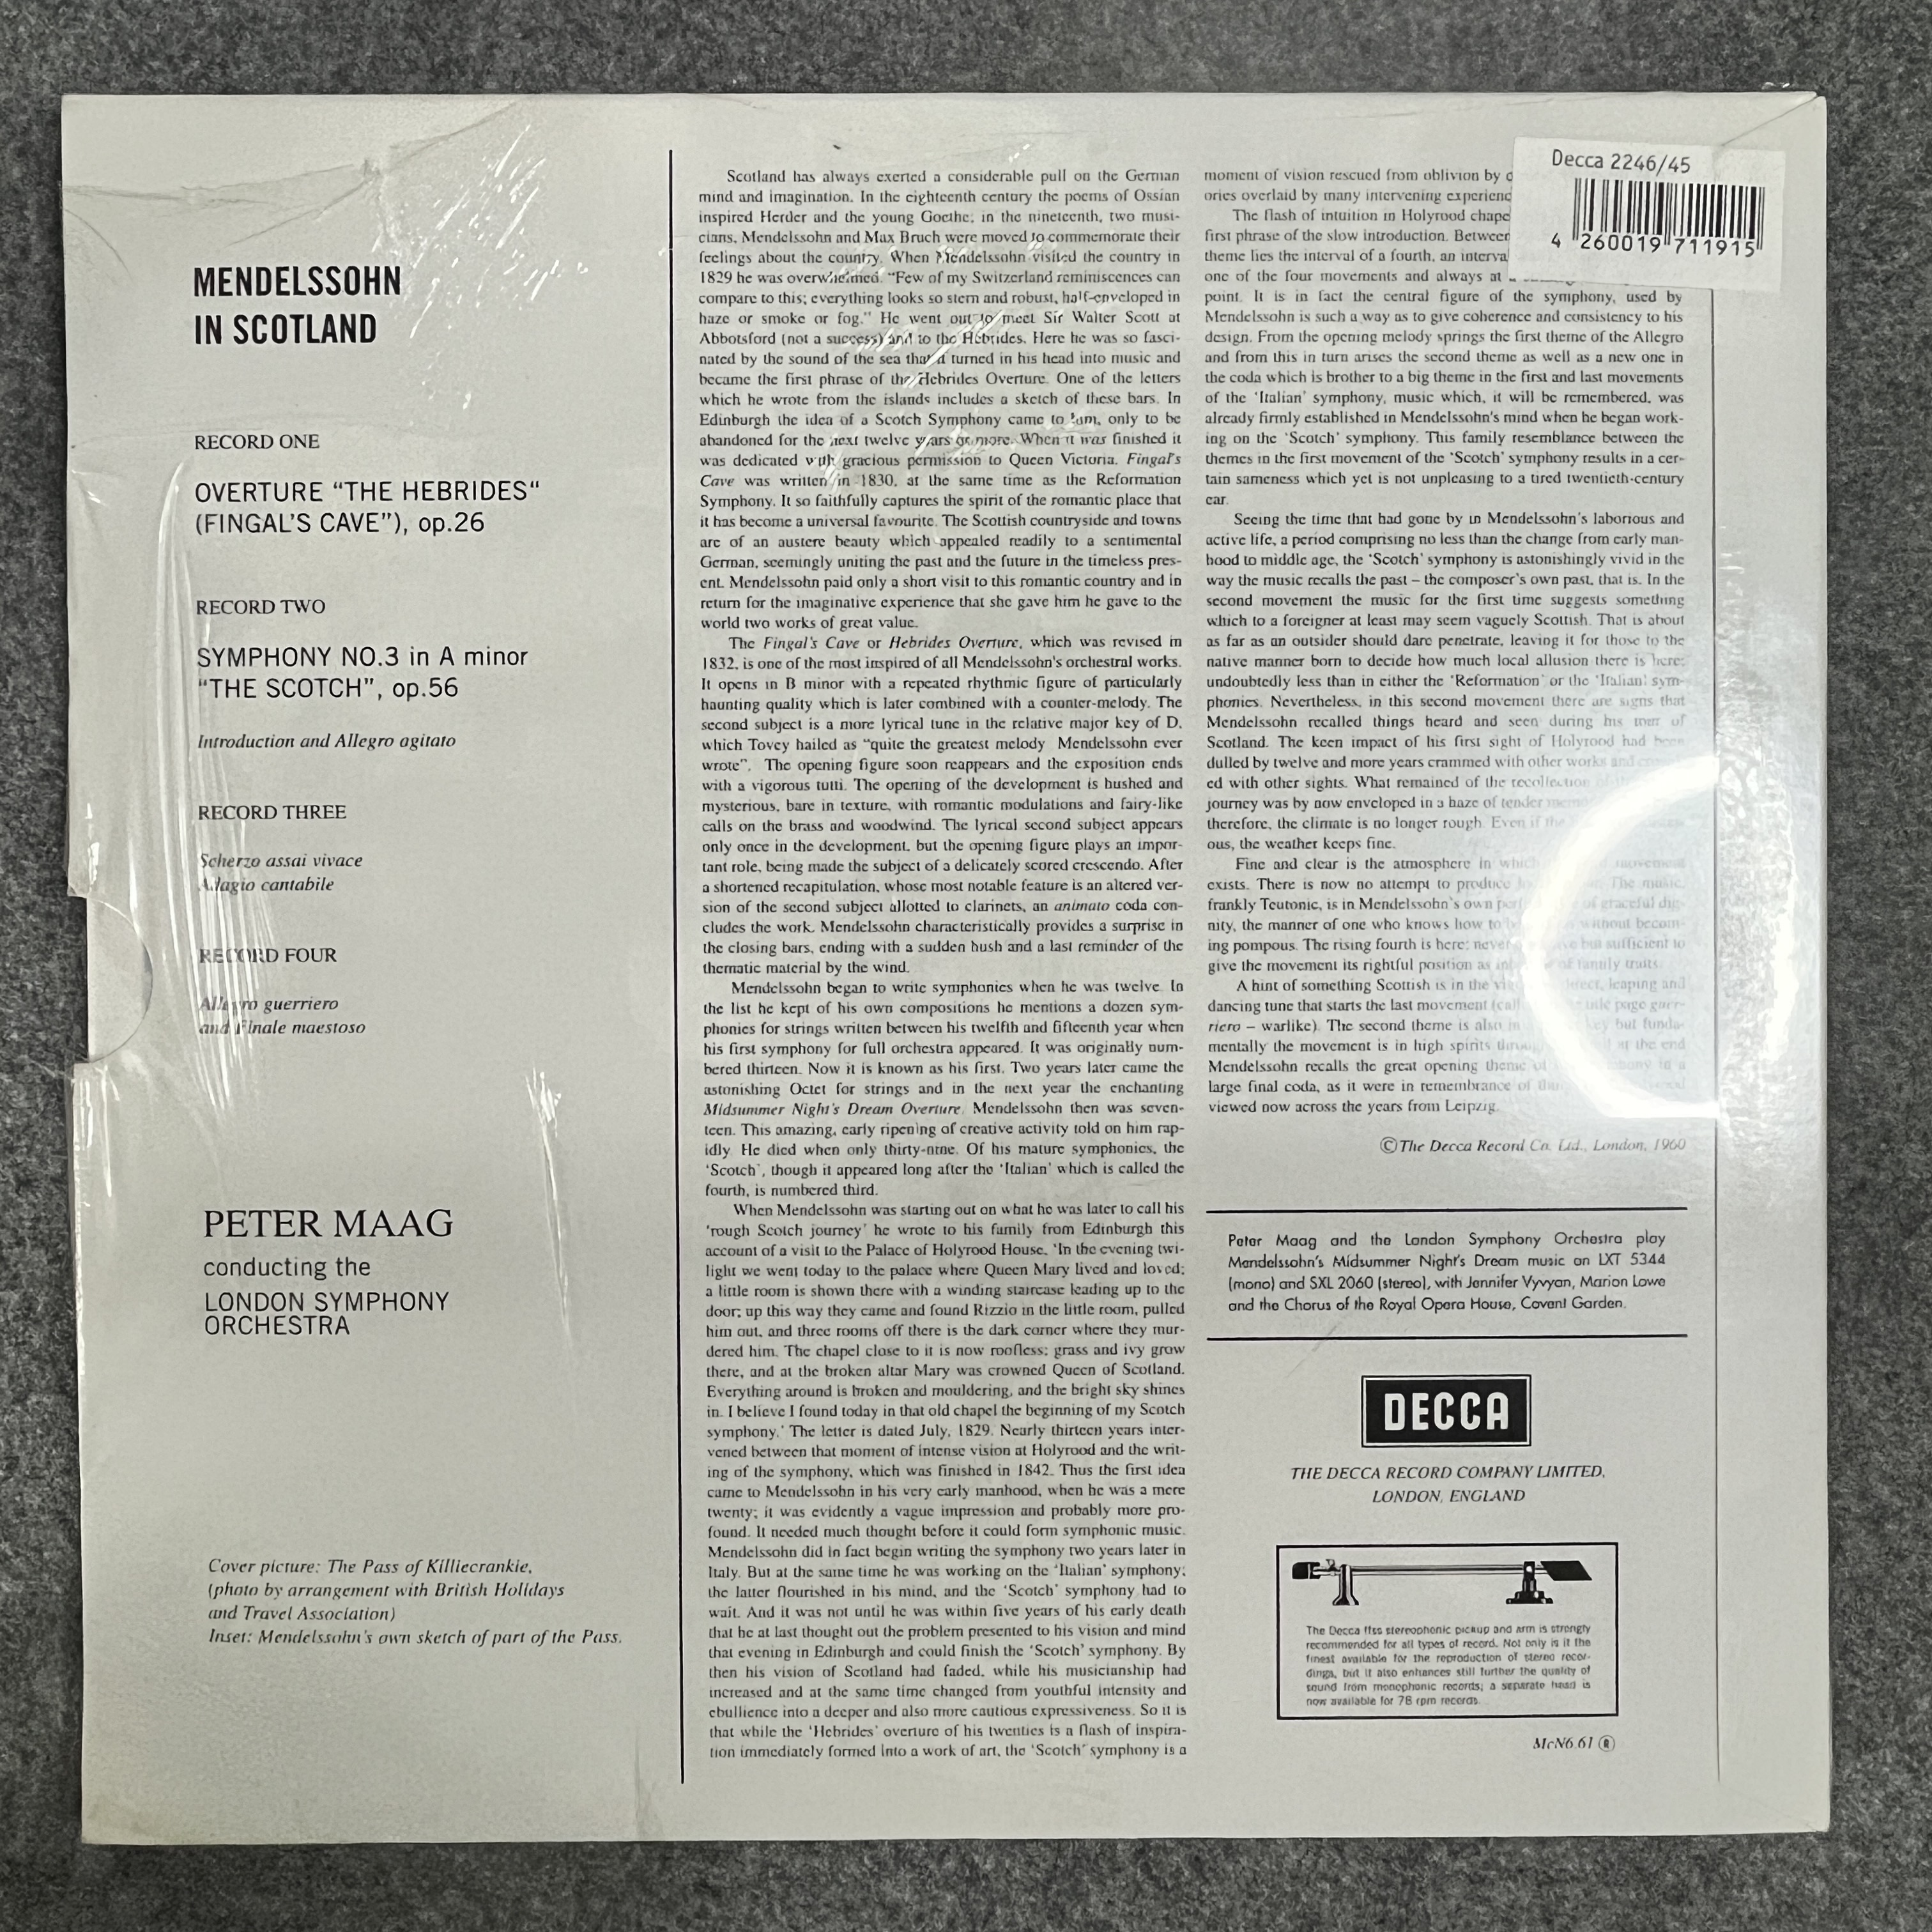 MENDELSSOHN
IN SCOTLAND
RECORD ONE
OVERTURE “THE HEBRIDES“
(FINGAL’S CAVE”), op.26
RECORD TWO
SYMPHONY NO.3 in A minor
“THE SCOTCH”, op.56
Introduction and Allegro agitato
RECORD THREE
Scherzo assai vivace
Adagio cantabile
RECORD FOUR
Allegro guerriero
and Finale maestoso
PETER MAAG
conducting the
LONDON SYMPHONY
ORCHESTRA
Cover picture: The Pass of Killiecrankie,
(photo by arrangement with British Holidays
and Travel Association)
Inset: Mendelssohn’s own sketch of part of the Pass.
Scotland has always exerted a considerable pull on the German
mind and imagination. In the eighteenth century the poems of Ossian
inspired Herder and the young Goethe; in the nineteenth, two musi-
cians, Mendelssohn and Max Bruch were moved to commemorate their
feelings about the country. When Mendelssohn visited the country in
1829 he was overwhelmed. “Few of my Switzerland reminiscences can
compare to this; everything looks so stern and robust, half-enveloped in
haze or smoke or fog.” He went out to meet Sir Walter Scott at
Abbotsford (not a success) and to the Hebrides. Here he was so fasci-
nated by the sound of the sea that it turned in his head into music and
became the first phrase of the Hebrides Overture. One of the letters
which he wrote from the islands includes a sketch of these bars. In
Edinburgh the idea of a Scotch Symphony came to him, only to be
abandoned for the next twelve years or more. When it was finished it
was dedicated with gracious permission to Queen Victoria. Fingal’s
Cave was written in 1830, at the same time as the Reformation
Symphony. It so faithfully captures the spirit of the romantic place that
it has become a universal favourite. The Scottish countryside and towns
are of an austere beauty which appealed readily to a sentimental
German, seemingly uniting the past and the future in the timeless pres-
ent. Mendelssohn paid only a short visit to this romantic country and in
return for the imaginative experience that she gave him he gave to the
world two works of great value.
The Fingal’s Cave or Hebrides Overture, which was revised in
1832, is one of the most inspired of all Mendelssohn's orchestral works.
It opens in B minor with a repeated rhythmic figure of particularly
haunting quality which is later combined with a counter-melody. The
second subject is a more lyrical tune in the relative major key of D,
which Tovey hailed as “quite the greatest melody Mendelssohn ever
wrote”. The opening figure soon reappears and the exposition ends
with a vigorous tutti. The opening of the development is hushed and
mysterious, bare in texture, with romantic modulations and fairy-like
calls on the brass and woodwind. The lyrical second subject appears
only once in the development, but the opening figure plays an impor-
tant role, being made the subject of a delicately scored crescendo. After
a shortened recapitulation, whose most notable feature is an altered ver-
sion of the second subject allotted to clarinets, an animato coda con-
cludes the work. Mendelssohn characteristically provides a surprise in
the closing bars, ending with a sudden hush and a last reminder of the
thematic material by the wind.
Mendelssohn began to write symphonies when he was twelve. In
the list he kept of his own compositions he mentions a dozen sym-
phonies for strings written between his twelfth and fifteenth year when
his first symphony for full orchestra appeared. It was originally num-
bered thirteen. Now it is known as his first. Two years later came the
astonishing Octet for strings and in the next year the enchanting
Midsummer Night’s Dream Overture. Mendelssohn then was seven-
teen. This amazing, early ripening of creative activity told on him rap-
idly. He died when only thirty-nine. Of his mature symphonies, the
‘Scotch’, though it appeared long after the ‘Italian’ which is called the
fourth, is numbered third.
When Mendelssohn was starting out on what he was later to call his
‘rough Scotch journey’ he wrote to his family from Edinburgh this
account of a visit to the Palace of Holyrood House. ‘In the evening twi-
light we went today to the palace where Queen Mary lived and loved;
a little room is shown there with a winding staircase leading up to the
door; up this way they came and found Rizzio in the little room, pulled
him out, and three rooms off there is the dark corner where they mur-
dered him. The chapel close to it is now roofless; grass and ivy grow
there, and at the broken altar Mary was crowned Queen of Scotland.
Everything around is broken and mouldering, and the bright sky shines
in. I believe I found today in that old chapel the beginning of my Scotch
symphony.’ The letter is dated July, 1829. Nearly thirteen years inter-
vened between that moment of intense vision at Holyrood and the writ-
ing of the symphony, which was finished in 1842. Thus the first idea
came to Mendelssohn in his very early manhood, when he was a mere
twenty; it was evidently a vague impression and probably more pro-
found. It needed much thought before it could form symphonic music.
Mendelssohn did in fact begin writing the symphony two years later in
Italy. But at the same time he was working on the ‘Italian’ symphony;
the latter flourished in his mind, and the ‘Scotch’ symphony had to
wait. And it was not until he was within five years of his early death
that he at last thought out the problem presented to his vision and mind
that evening in Edinburgh and could finish the ‘Scotch’ symphony. By
then his vision of Scotland had faded, while his musicianship had
increased and at the same time changed from youthful intensity and
ebullience into a deeper and also more cautious expressiveness. So it is
that while the ‘Hebrides’ overture of his twenties is a flash of inspira-
tion immediately formed into a work of art, the ‘Scotch’ symphony is a
moment of vision rescued from oblivion by
ories overlaid by many intervening experienc
The flash of intuition in Holyrood chape
first phrase of the slow introduction. Between
theme lies the interval of a fourth, an interva
one of the four movements and always at a
point. It is in fact the central figure of the symphony, used by
Mendelssohn is such a way as to give coherence and consistency to his
design. From the opening melody springs the first theme of the Allegro
and from this in turn arises the second theme as well as a new one in
the coda which is brother to a big theme in the first and last movements
of the ‘Italian’ symphony, music which, it will be remembered, was
already firmly established in Mendelssohn’s mind when he began work-
ing on the ‘Scotch’ symphony. This family resemblance between the
themes in the first movement of the ‘Scotch’ symphony results in a cer-
tain sameness which yet is not unpleasing to a tired twentieth-century
ear.
Seeing the time that had gone by in Mendelssohn’s laborious and
active life, a period comprising no less than the change from early man-
hood to middle age, the ‘Scotch’ symphony is astonishingly vivid in the
way the music recalls the past – the composer’s own past, that is. In the
second movement the music for the first time suggests something
which to a foreigner at least may seem vaguely Scottish. That is about
as far as an outsider should dare penetrate, leaving it for those to the
native manner born to decide how much local allusion there is here;
undoubtedly less than in either the ‘Reformation’ or the ‘Italian’ sym-
phonies. Nevertheless, in this second movement there are signs that
Mendelssohn recalled things heard and seen during his tour of
Scotland. The keen impact of his first sight of Holyrood had been
dulled by twelve and more years crammed with other works and
ed with other sights. What remained of the recollection
journey was by now enveloped in a haze of tender
therefore, the climate is no longer rough. Even if the
ous, the weather keeps fine.
Fine and clear is the atmosphere in which movement
exists. There is now no attempt to produce The music,
frankly Teutonic, is in Mendelssohn’s own of graceful dig-
nity, the manner of one who knows how to without becom-
ing pompous. The rising fourth is here; never but sufficient to
give the movement its rightful position as of family traits.
A hint of something Scottish is in the leaping and
dancing tune that starts the last movement title page guer-
riero – warlike). The second theme is also but funda-
mentally the movement is in high spirits at the end
Mendelssohn recalls the great opening theme in a
large final coda, as it were in remembrance of
viewed now across the years from Leipzig.
©The Decca Record Co. Ltd., London, 1960
Peter Maag and the London Symphony Orchestra play
Mendelssohn’s Midsummer Night’s Dream music on LXT 5344
(mono) and SXL 2060 (stereo), with Jennifer Vyvyan, Marion Lowe
and the Chorus of the Royal Opera House, Covent Garden.
DECCA
THE DECCA RECORD COMPANY LIMITED,
LONDON, ENGLAND
The Decca ffss stereophonic pickup and arm is strongly
recommended for all types of record. Not only is it the
finest available for the reproduction of stereo recor-
dings, but it also enhances still further the quality of
sound from monophonic records; a separate head is
now available for 78 rpm records.
McN6.61 Ⓡ
Decca 2246/45
4 260019 711915